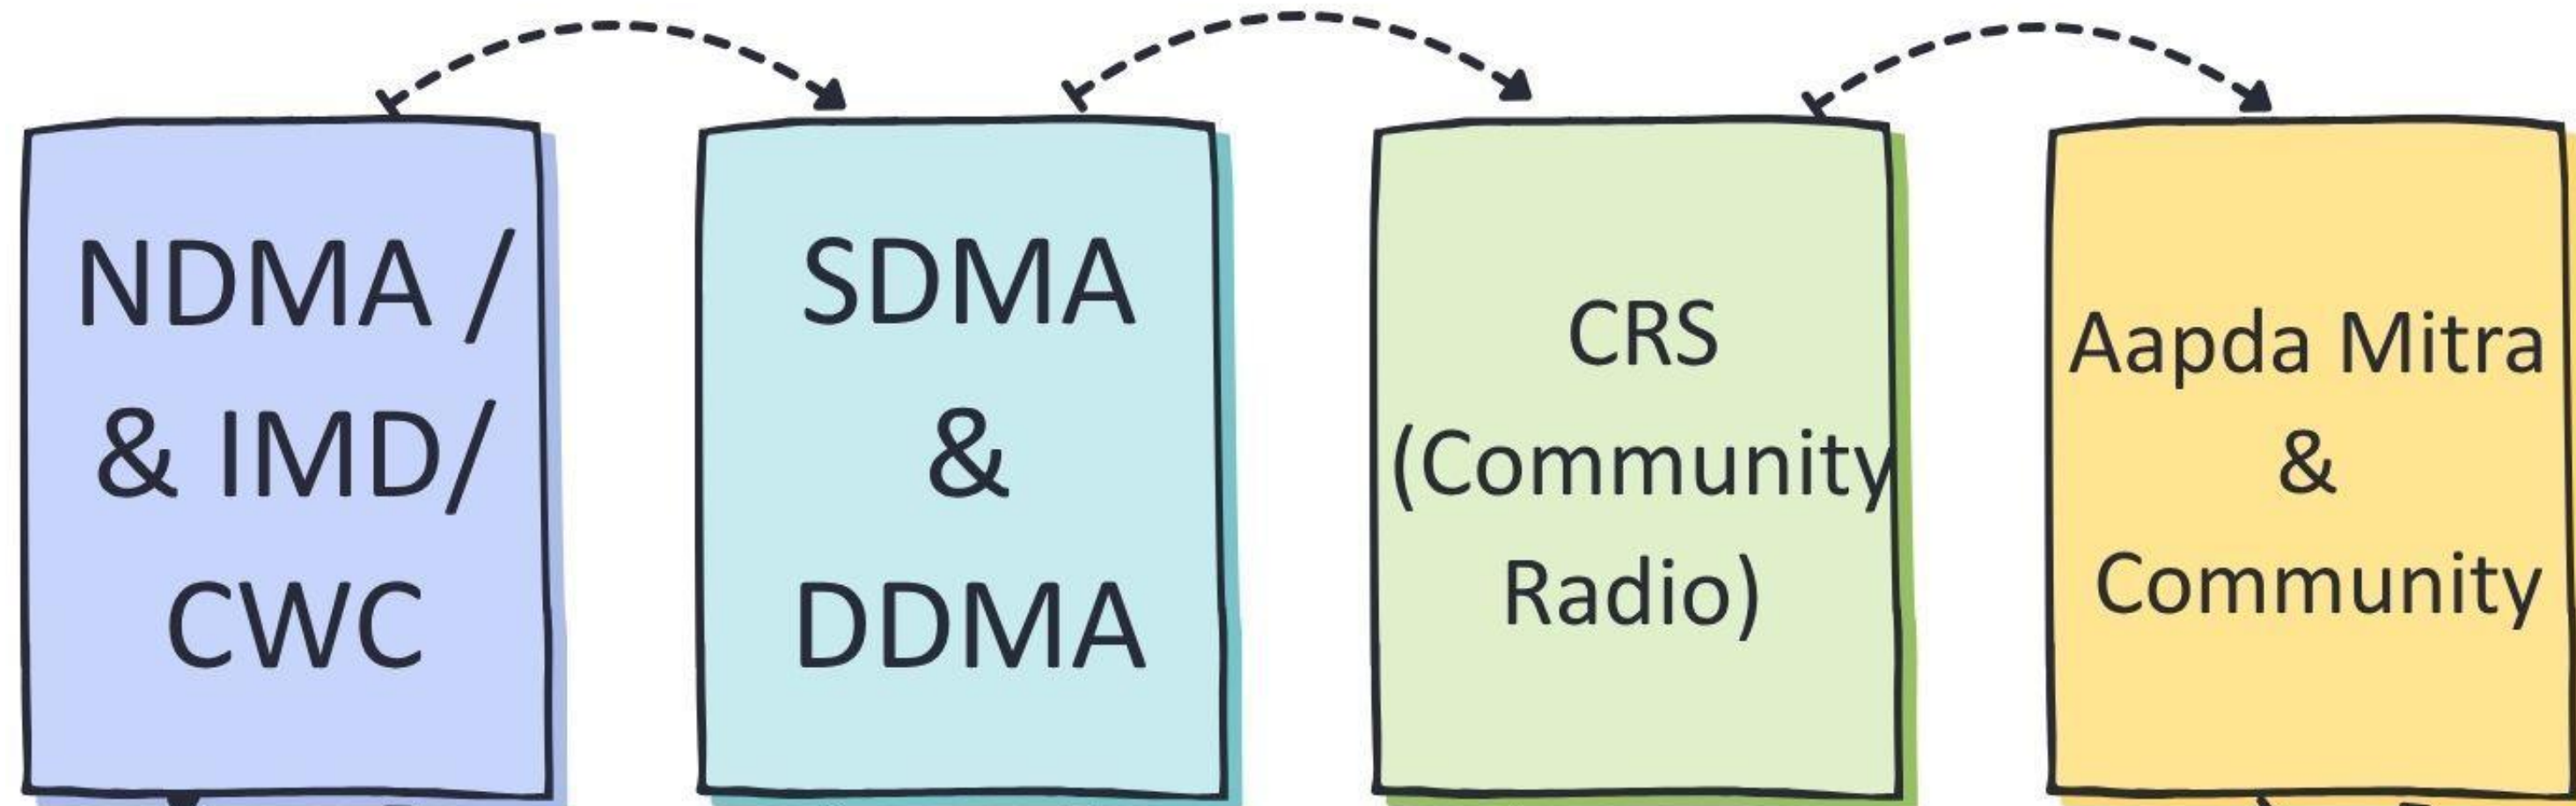 NDMA /
& IMD/
CWC
SDMA
&
DDMA
CRS
(Community
Radio)
Aapda Mitra
&
Community